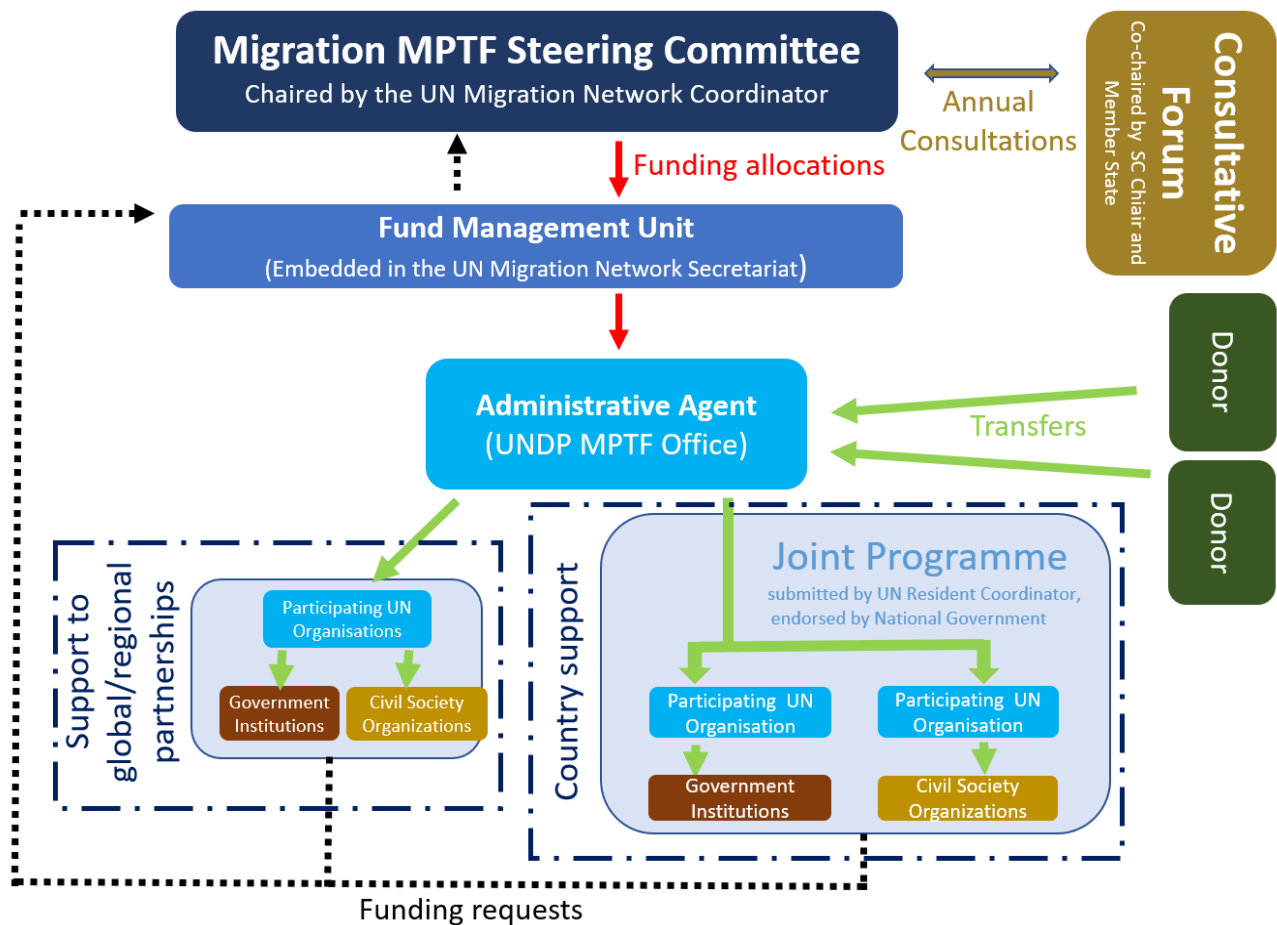 Migration MPTF Steering Committee
Chaired by the UN Migration Network Coordinator
Annual
Consultations
Consultative
Forum
Co-chaired by SC Chiair and
Member State
Funding allocations
Fund Management Unit
(Embedded in the UN Migration Network Secretariat)
Administrative Agent
(UNDP MPTF Office)
Transfers
Donor
Donor
Support to
global/regional
partnerships
Participating UN
Organisations
Government
Institutions
Civil Society
Organizations
Country support
Joint Programme
submitted by UN Resident Coordinator,
endorsed by National Government
Participating UN
Organisation
Participating UN
Organisation
Government
Institutions
Civil Society
Organizations
Funding requests